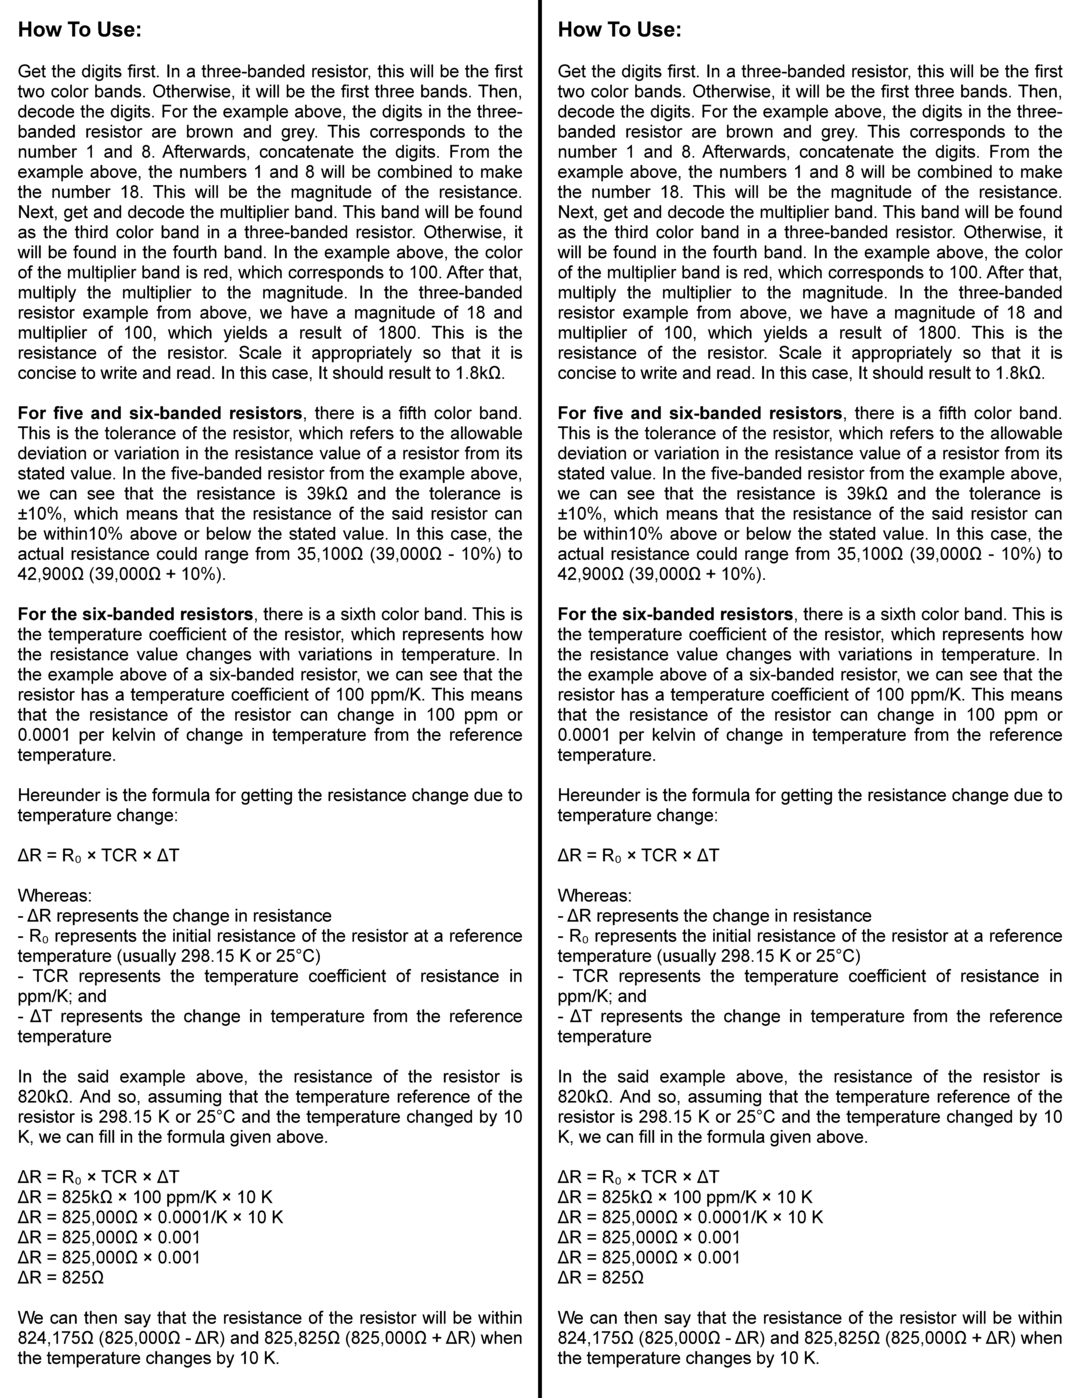 How To Use:
Get the digits first. In a three-banded resistor, this will be the first
two color bands. Otherwise, it will be the first three bands. Then,
decode the digits. For the example above, the digits in the three-
banded resistor are brown and grey. This corresponds to the
number 1 and 8. Afterwards, concatenate the digits. From the
example above, the numbers 1 and 8 will be combined to make
the number 18. This will be the magnitude of the resistance.
Next, get and decode the multiplier band. This band will be found
as the third color band in a three-banded resistor. Otherwise, it
will be found in the fourth band. In the example above, the color
of the multiplier band is red, which corresponds to 100. After that,
multiply the multiplier to the magnitude. In the three-banded
resistor example from above, we have a magnitude of 18 and
multiplier of 100, which yields a result of 1800. This is the
resistance of the resistor. Scale it appropriately so that it is
concise to write and read. In this case, It should result to 1.8kΩ.
For five and six-banded resistors, there is a fifth color band.
This is the tolerance of the resistor, which refers to the allowable
deviation or variation in the resistance value of a resistor from its
stated value. In the five-banded resistor from the example above,
we can see that the resistance is 39kΩ and the tolerance is
±10%, which means that the resistance of the said resistor can
be within10% above or below the stated value. In this case, the
actual resistance could range from 35,100Ω (39,000Ω - 10%) to
42,900Ω (39,000Ω + 10%).
For the six-banded resistors, there is a sixth color band. This is
the temperature coefficient of the resistor, which represents how
the resistance value changes with variations in temperature. In
the example above of a six-banded resistor, we can see that the
resistor has a temperature coefficient of 100 ppm/K. This means
that the resistance of the resistor can change in 100 ppm or
0.0001 per kelvin of change in temperature from the reference
temperature.
Hereunder is the formula for getting the resistance change due to
temperature change:
ΔR = R₀ × TCR × ΔT
Whereas:
- ΔR represents the change in resistance
- R₀ represents the initial resistance of the resistor at a reference
temperature (usually 298.15 K or 25°C)
- TCR represents the temperature coefficient of resistance in
ppm/K; and
- ΔT represents the change in temperature from the reference
temperature
In the said example above, the resistance of the resistor is
820kΩ. And so, assuming that the temperature reference of the
resistor is 298.15 K or 25°C and the temperature changed by 10
K, we can fill in the formula given above.
ΔR = R₀ × TCR × ΔT
ΔR = 825kΩ × 100 ppm/K × 10 K
ΔR = 825,000Ω × 0.0001/K × 10 K
ΔR = 825,000Ω × 0.001
ΔR = 825,000Ω × 0.001
ΔR = 825Ω
We can then say that the resistance of the resistor will be within
824,175Ω (825,000Ω - ΔR) and 825,825Ω (825,000Ω + ΔR) when
the temperature changes by 10 K.
How To Use:
Get the digits first. In a three-banded resistor, this will be the first
two color bands. Otherwise, it will be the first three bands. Then,
decode the digits. For the example above, the digits in the three-
banded resistor are brown and grey. This corresponds to the
number 1 and 8. Afterwards, concatenate the digits. From the
example above, the numbers 1 and 8 will be combined to make
the number 18. This will be the magnitude of the resistance.
Next, get and decode the multiplier band. This band will be found
as the third color band in a three-banded resistor. Otherwise, it
will be found in the fourth band. In the example above, the color
of the multiplier band is red, which corresponds to 100. After that,
multiply the multiplier to the magnitude. In the three-banded
resistor example from above, we have a magnitude of 18 and
multiplier of 100, which yields a result of 1800. This is the
resistance of the resistor. Scale it appropriately so that it is
concise to write and read. In this case, It should result to 1.8kΩ.
For five and six-banded resistors, there is a fifth color band.
This is the tolerance of the resistor, which refers to the allowable
deviation or variation in the resistance value of a resistor from its
stated value. In the five-banded resistor from the example above,
we can see that the resistance is 39kΩ and the tolerance is
±10%, which means that the resistance of the said resistor can
be within10% above or below the stated value. In this case, the
actual resistance could range from 35,100Ω (39,000Ω - 10%) to
42,900Ω (39,000Ω + 10%).
For the six-banded resistors, there is a sixth color band. This is
the temperature coefficient of the resistor, which represents how
the resistance value changes with variations in temperature. In
the example above of a six-banded resistor, we can see that the
resistor has a temperature coefficient of 100 ppm/K. This means
that the resistance of the resistor can change in 100 ppm or
0.0001 per kelvin of change in temperature from the reference
temperature.
Hereunder is the formula for getting the resistance change due to
temperature change:
ΔR = R₀ × TCR × ΔT
Whereas:
- ΔR represents the change in resistance
- R₀ represents the initial resistance of the resistor at a reference
temperature (usually 298.15 K or 25°C)
- TCR represents the temperature coefficient of resistance in
ppm/K; and
- ΔT represents the change in temperature from the reference
temperature
In the said example above, the resistance of the resistor is
820kΩ. And so, assuming that the temperature reference of the
resistor is 298.15 K or 25°C and the temperature changed by 10
K, we can fill in the formula given above.
ΔR = R₀ × TCR × ΔT
ΔR = 825kΩ × 100 ppm/K × 10 K
ΔR = 825,000Ω × 0.0001/K × 10 K
ΔR = 825,000Ω × 0.001
ΔR = 825,000Ω × 0.001
ΔR = 825Ω
We can then say that the resistance of the resistor will be within
824,175Ω (825,000Ω - ΔR) and 825,825Ω (825,000Ω + ΔR) when
the temperature changes by 10 K.